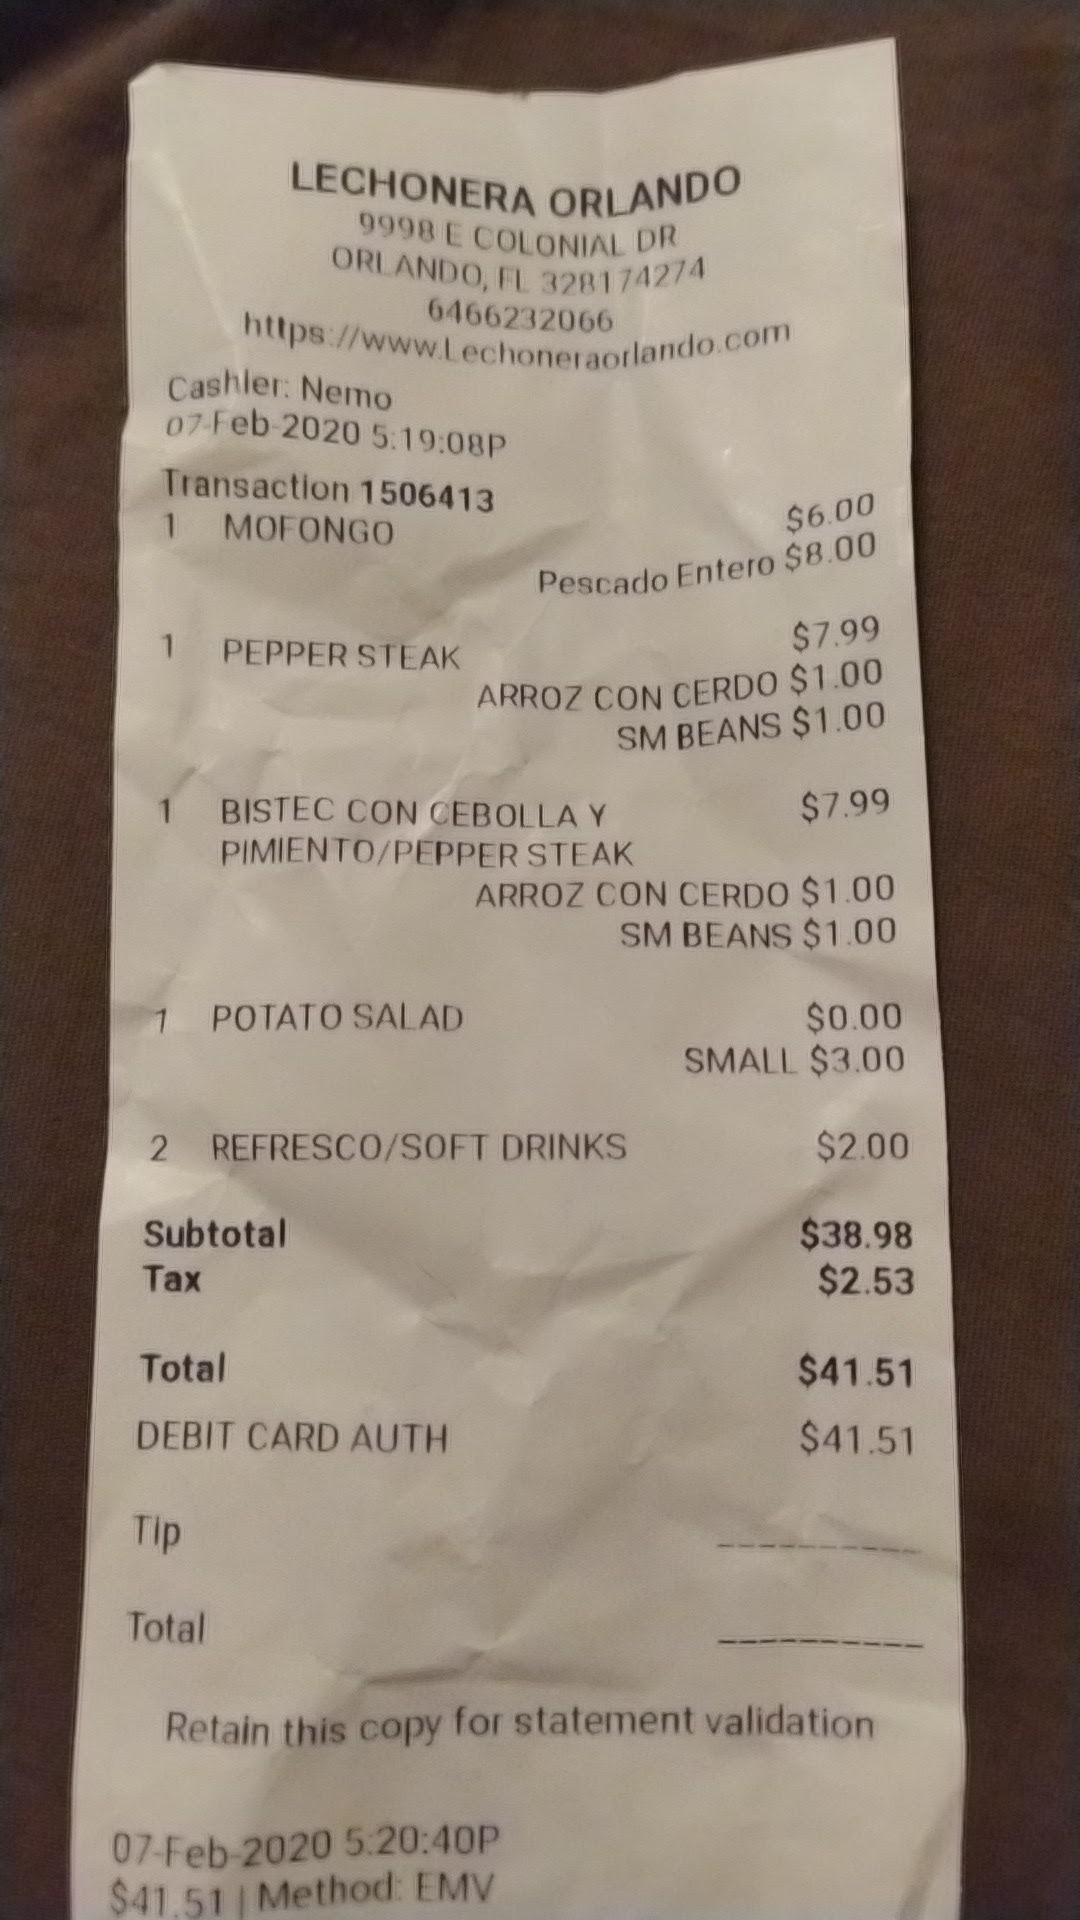 LECHONERA ORLANDO
9998 E COLONIAL DR
ORLANDO, FL 328174274
6466232066
https://www.Lechoneraorlando.com
Cashier: Nemo
07-Feb-2020 5:19:08P
Transaction 1506413
1 MOFONGO $6.00
Pescado Entero $8.00
1 PEPPER STEAK $7.99
ARROZ CON CERDO $1.00
SM BEANS $1.00
1 BISTEC CON CEBOLLA Y $7.99
PIMIENTO/PEPPER STEAK
ARROZ CON CERDO $1.00
SM BEANS $1.00
1 POTATO SALAD $0.00
SMALL $3.00
2 REFRESCO/SOFT DRINKS $2.00
Subtotal $38.98
Tax $2.53
Total $41.51
DEBIT CARD AUTH $41.51
Tip
Total
Retain this copy for statement validation
07-Feb-2020 5:20:40P
$41.51 | Method: EMV